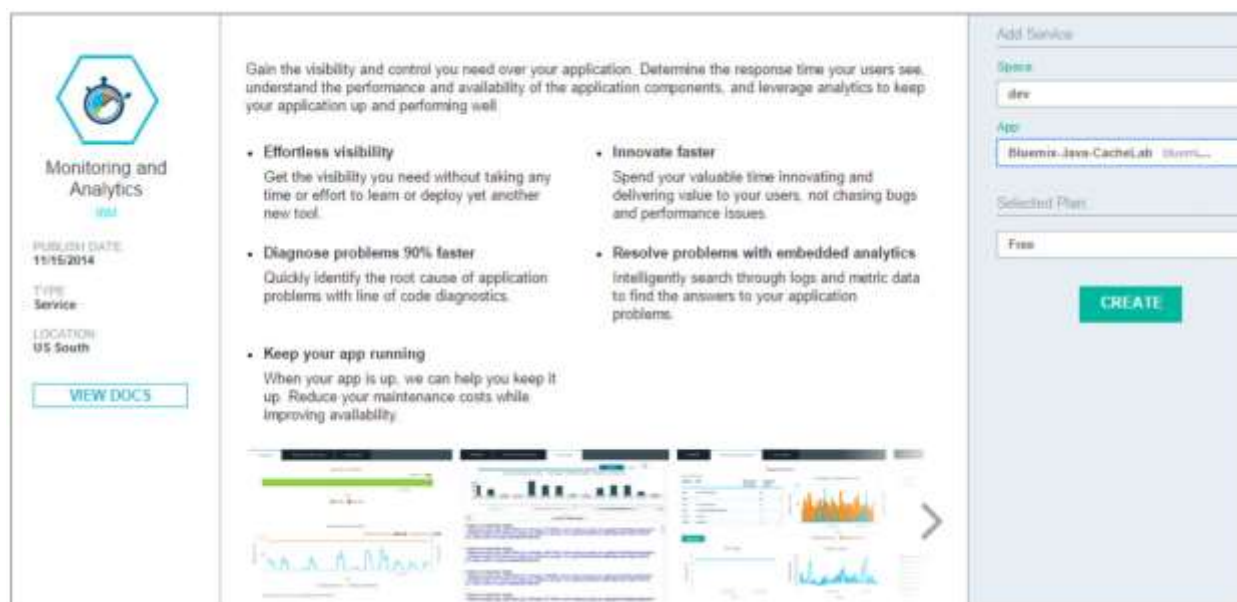 Monitoring and
Analytics
IBM
PUBLISH DATE
11/15/2014
TYPE
Service
LOCATION
US South
VIEW DOCS
Gain the visibility and control you need over your application. Determine the response time your users see,
understand the performance and availability of the application components, and leverage analytics to keep
your application up and performing well.
• Effortless visibility
Get the visibility you need without taking any
time or effort to learn or deploy yet another
new tool.
• Innovate faster
Spend your valuable time innovating and
delivering value to your users, not chasing bugs
and performance issues.
• Diagnose problems 90% faster
Quickly identify the root cause of application
problems with line of code diagnostics.
• Resolve problems with embedded analytics
Intelligently search through logs and metric data
to find the answers to your application
problems.
• Keep your app running
When your app is up, we can help you keep it
up. Reduce your maintenance costs while
improving availability.
Add Service
Space:
dev
App:
Bluemix-Java-CacheLab
Selected Plan:
Free
CREATE